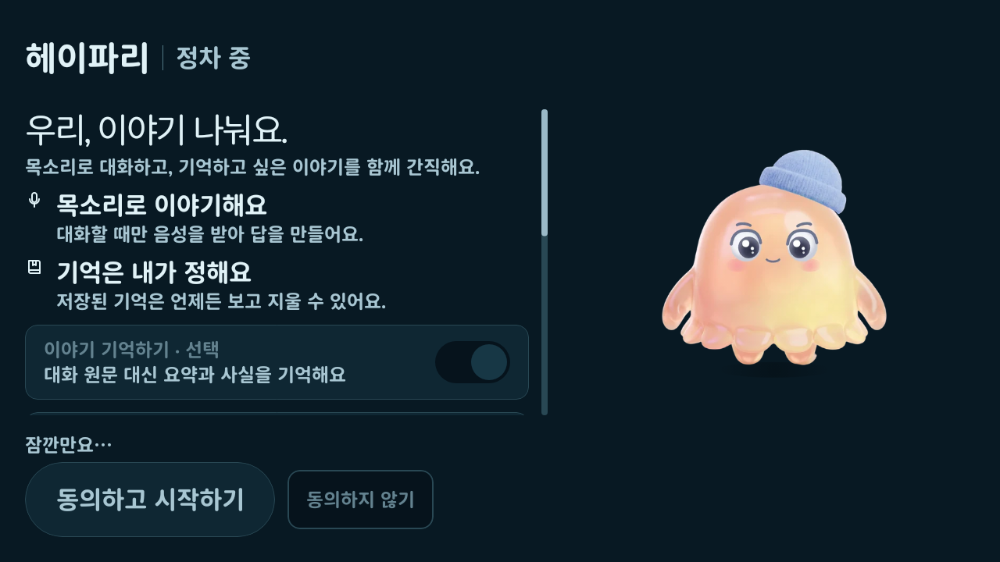 헤이파리
정차 중
우리, 이야기 나눠요.
목소리로 대화하고, 기억하고 싶은 이야기를 함께 간직해요.
목소리로 이야기해요
대화할 때만 음성을 받아 답을 만들어요.
기억은 내가 정해요
저장된 기억은 언제든 보고 지울 수 있어요.
이야기 기억하기 · 선택
대화 원문 대신 요약과 사실을 기억해요
잠깐만요…
동의하고 시작하기
동의하지 않기